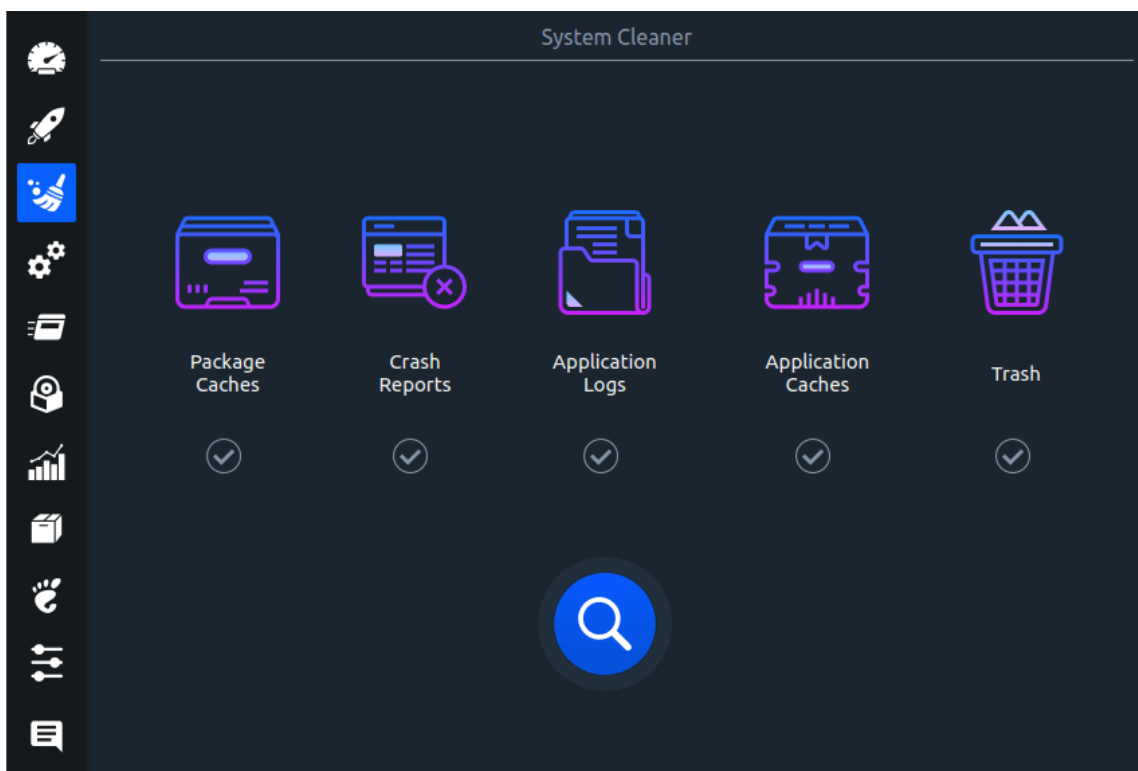 System Cleaner
Package
Caches
Crash
Reports
Application
Logs
Application
Caches
Trash